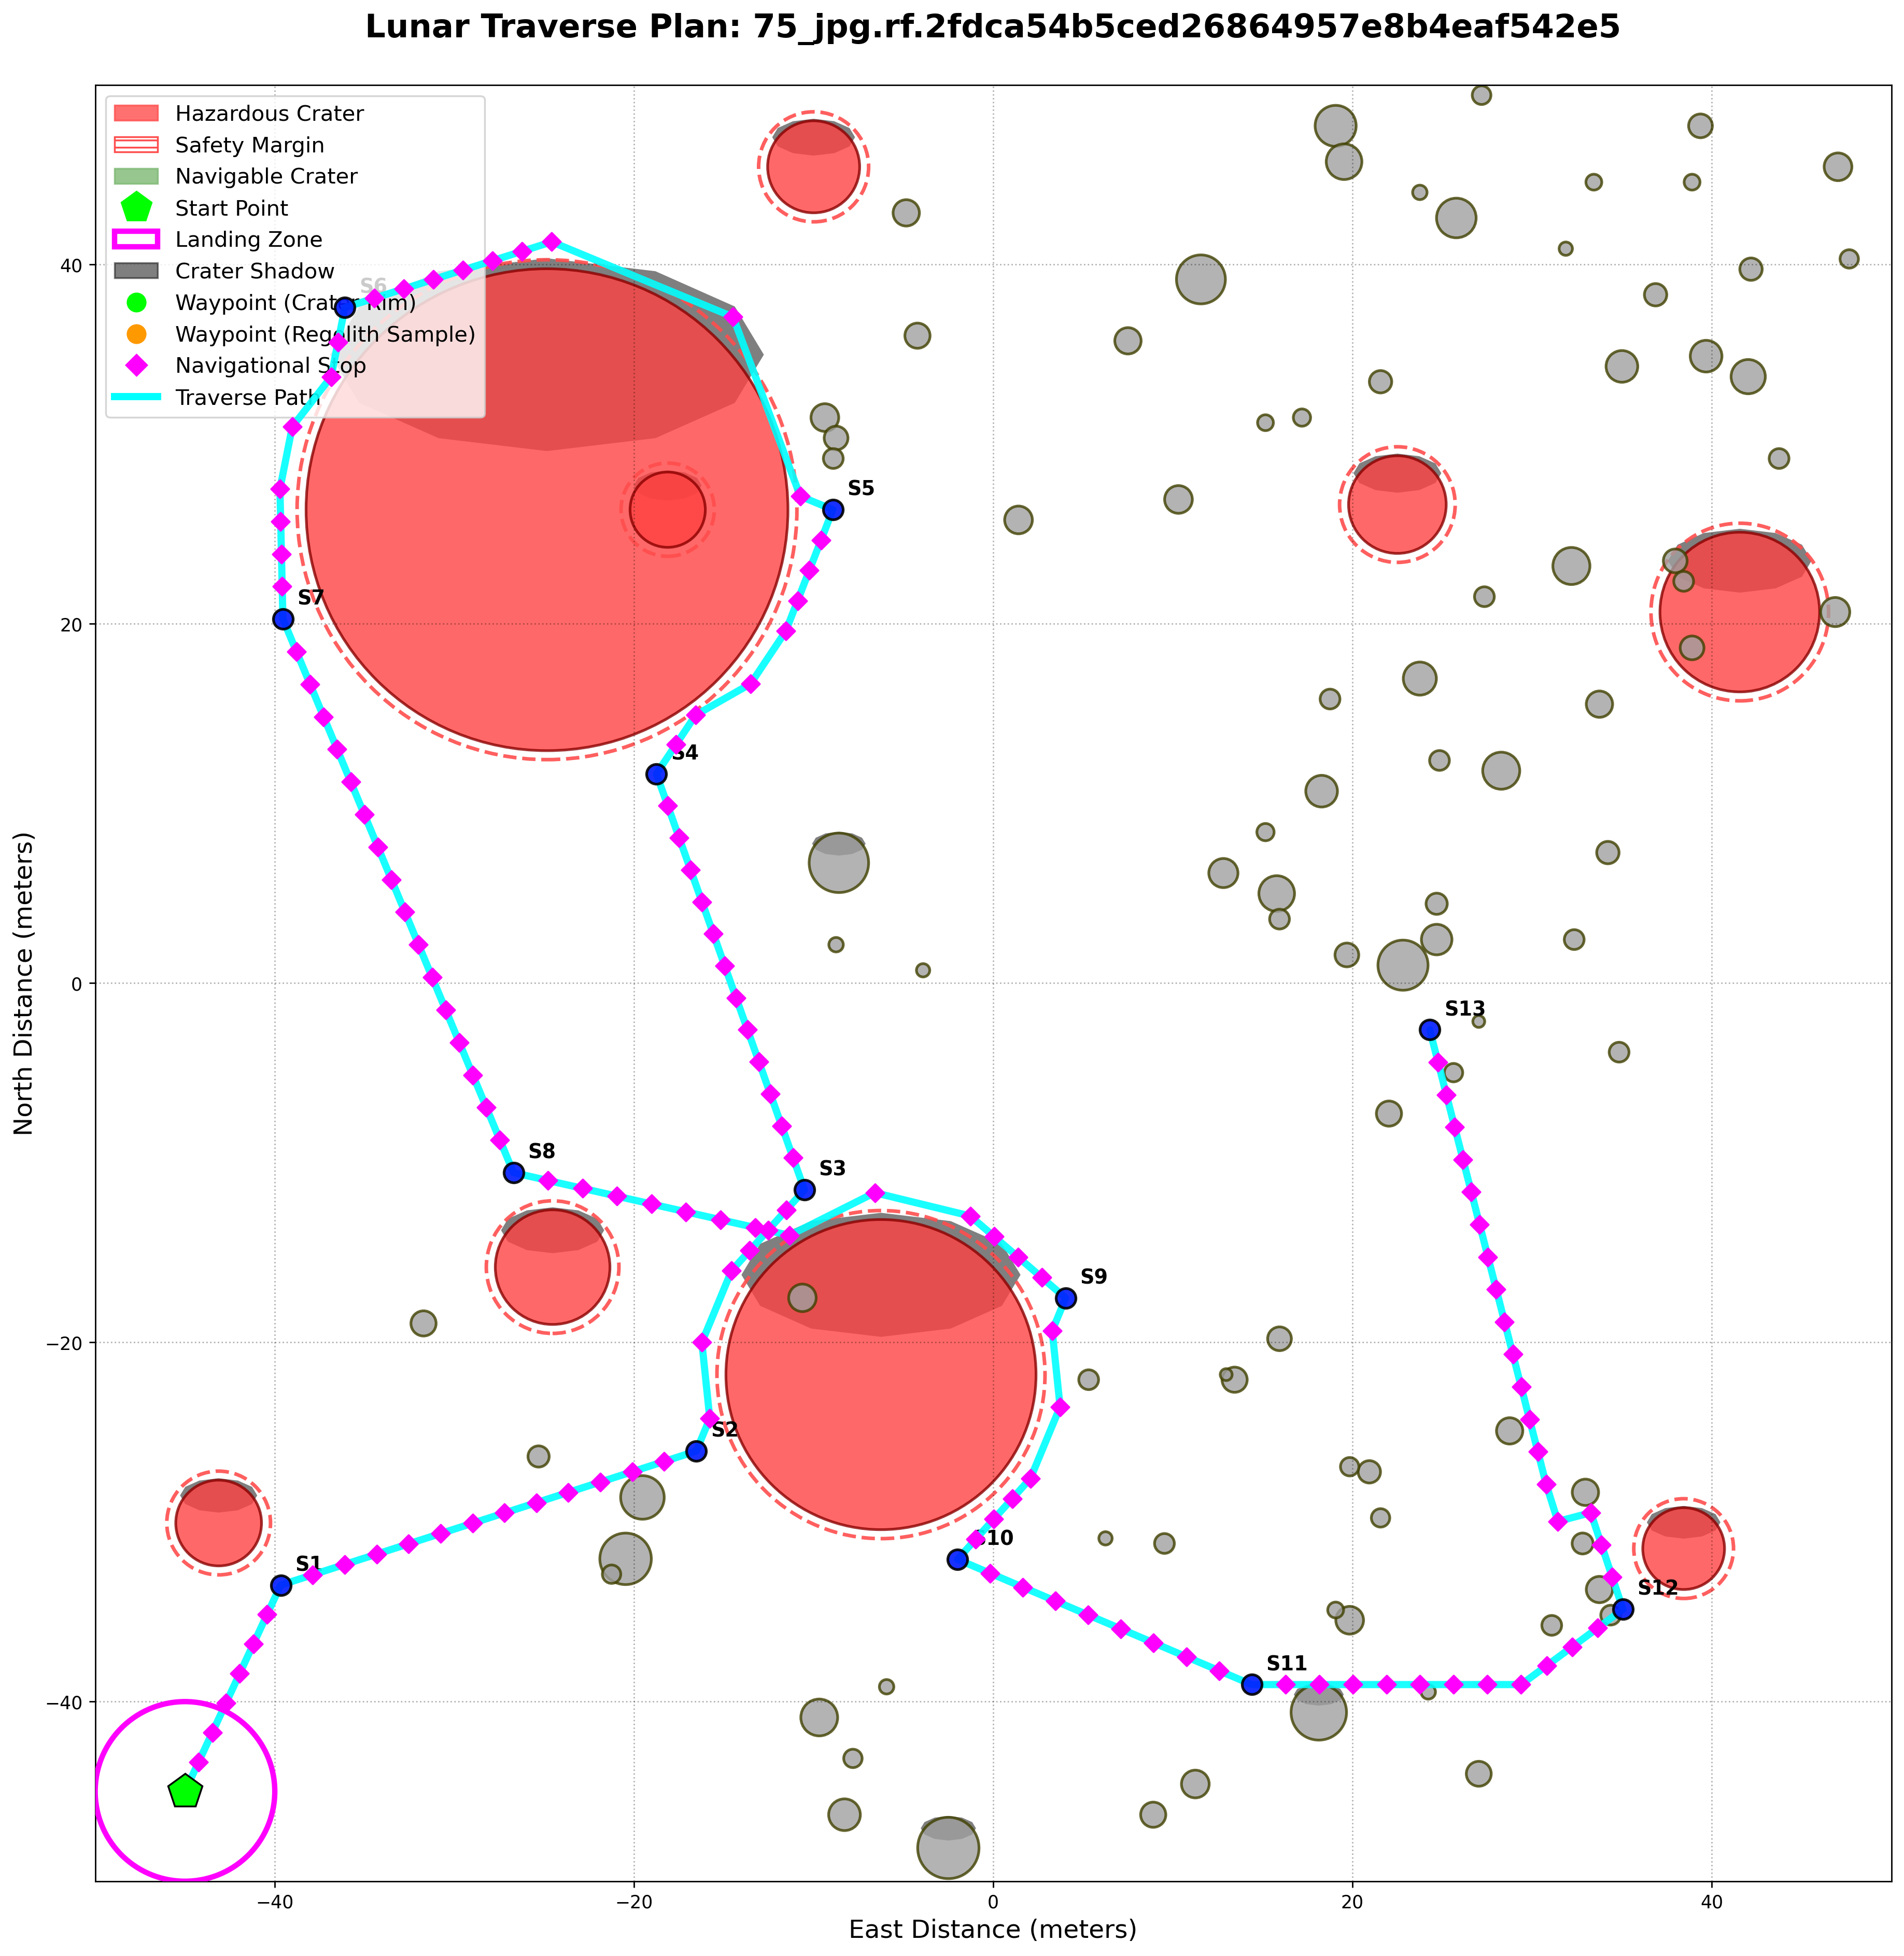 Lunar Traverse Plan: 75_jpg.rf.2fdca54b5ced26864957e8b4eaf542e5
Hazardous Crater
Safety Margin
Navigable Crater
Start Point
Landing Zone
Crater Shadow
Waypoint (Crater Rim)
Waypoint (Regolith Sample)
Navigational Stop
Traverse Path
S6
S5
S7
S4
S13
S8
S3
S9
S2
S10
S1
S12
S11
40
20
0
−20
−40
−40
−20
0
20
40
North Distance (meters)
East Distance (meters)